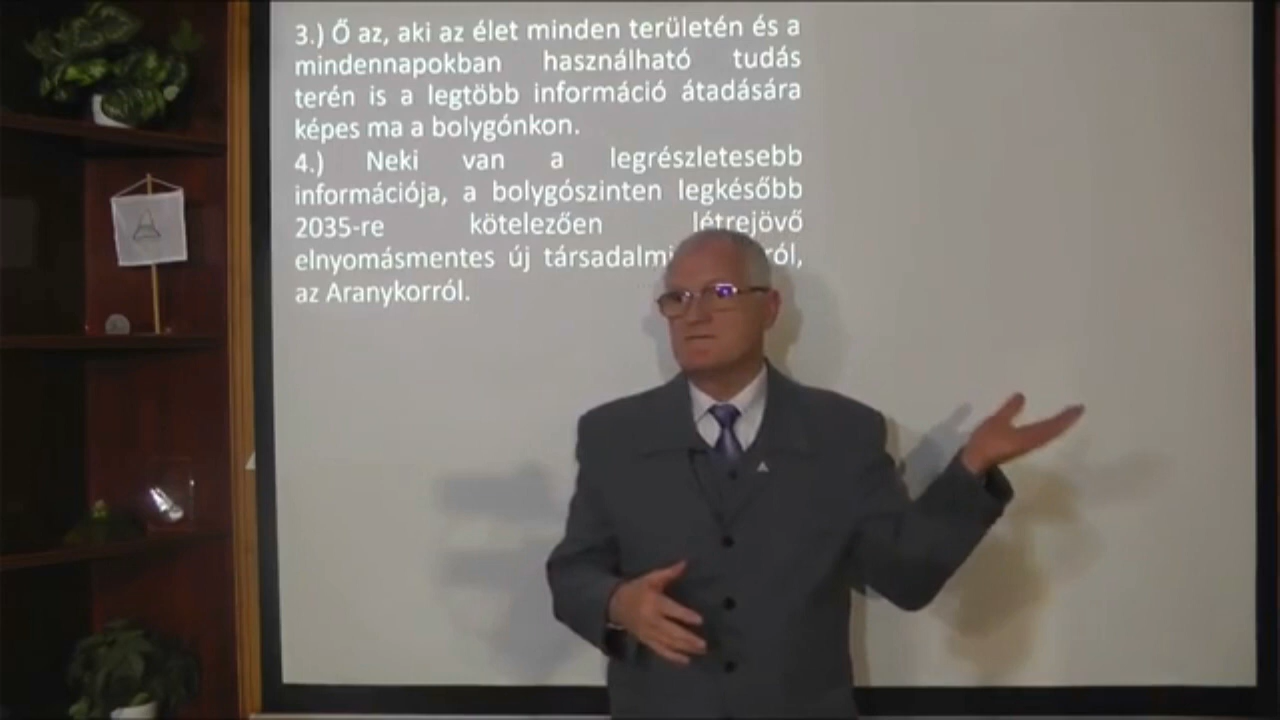 3.) Ő az, aki az élet minden területén és a
mindennapokban használható tudás
terén is a legtöbb információ átadására
képes ma a bolygónkon.
4.) Neki van a legrészletesebb
információja, a bolygószinten legkésőbb
2035-re kötelezően létrejövő
elnyomásmentes új társadalmi
az Aranykorról.